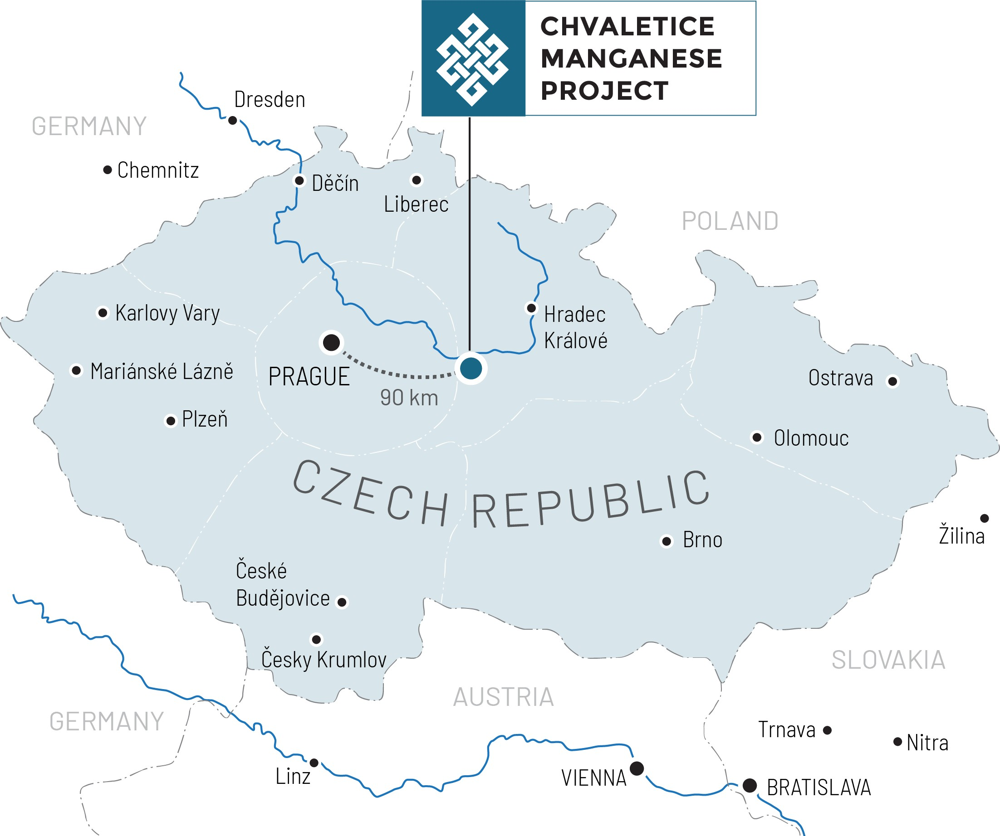 CHVALETICE
MANGANESE
PROJECT
Dresden
GERMANY
Chemnitz
Děčín
Liberec
POLAND
Karlovy Vary
Hradec
Králové
Mariánské Lázně
PRAGUE
90 km
Ostrava
Plzeň
Olomouc
CZECH REPUBLIC
Brno
Žilina
České
Budějovice
Česky Krumlov
SLOVAKIA
AUSTRIA
GERMANY
Trnava
Nitra
Linz
VIENNA
BRATISLAVA